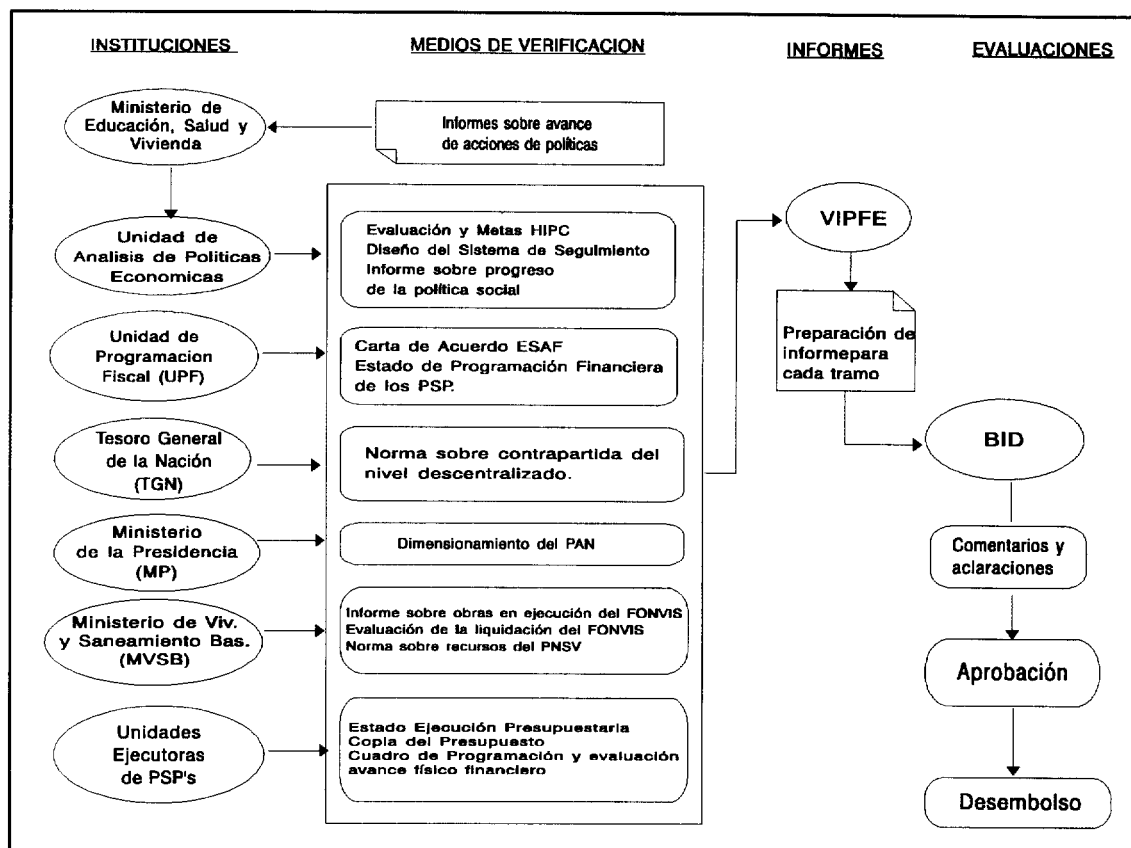 INSTITUCIONES
MEDIOS DE VERIFICACION
INFORMES
EVALUACIONES
Ministerio de
Educación, Salud y
Vivienda
Informes sobre avance
de acciones de políticas
Unidad de
Analisis de Politicas
Economicas
Evaluación y Metas HIPC
Diseño del Sistema de Seguimiento
Informe sobre progreso
de la política social
Unidad de
Programacion
Fiscal (UPF)
Carta de Acuerdo ESAF
Estado de Programación Financiera
de los PSP.
Tesoro General
de la Nación
(TGN)
Norma sobre contrapartida del
nivel descentralizado.
Ministerio
de la Presidencia
(MP)
Dimensionamiento del PAN
Ministerio de Viv.
y Saneamiento Bas.
(MVSB)
Informe sobre obras en ejecución del FONVIS
Evaluación de la liquidación del FONVIS
Norma sobre recursos del PNSV
Unidades
Ejecutoras
de PSP's
Estado Ejecución Presupuestaria
Copia del Presupuesto
Cuadro de Programación y evaluación
avance físico financiero
VIPFE
Preparación de
informepara
cada tramo
BID
Comentarios y
aclaraciones
Aprobación
Desembolso